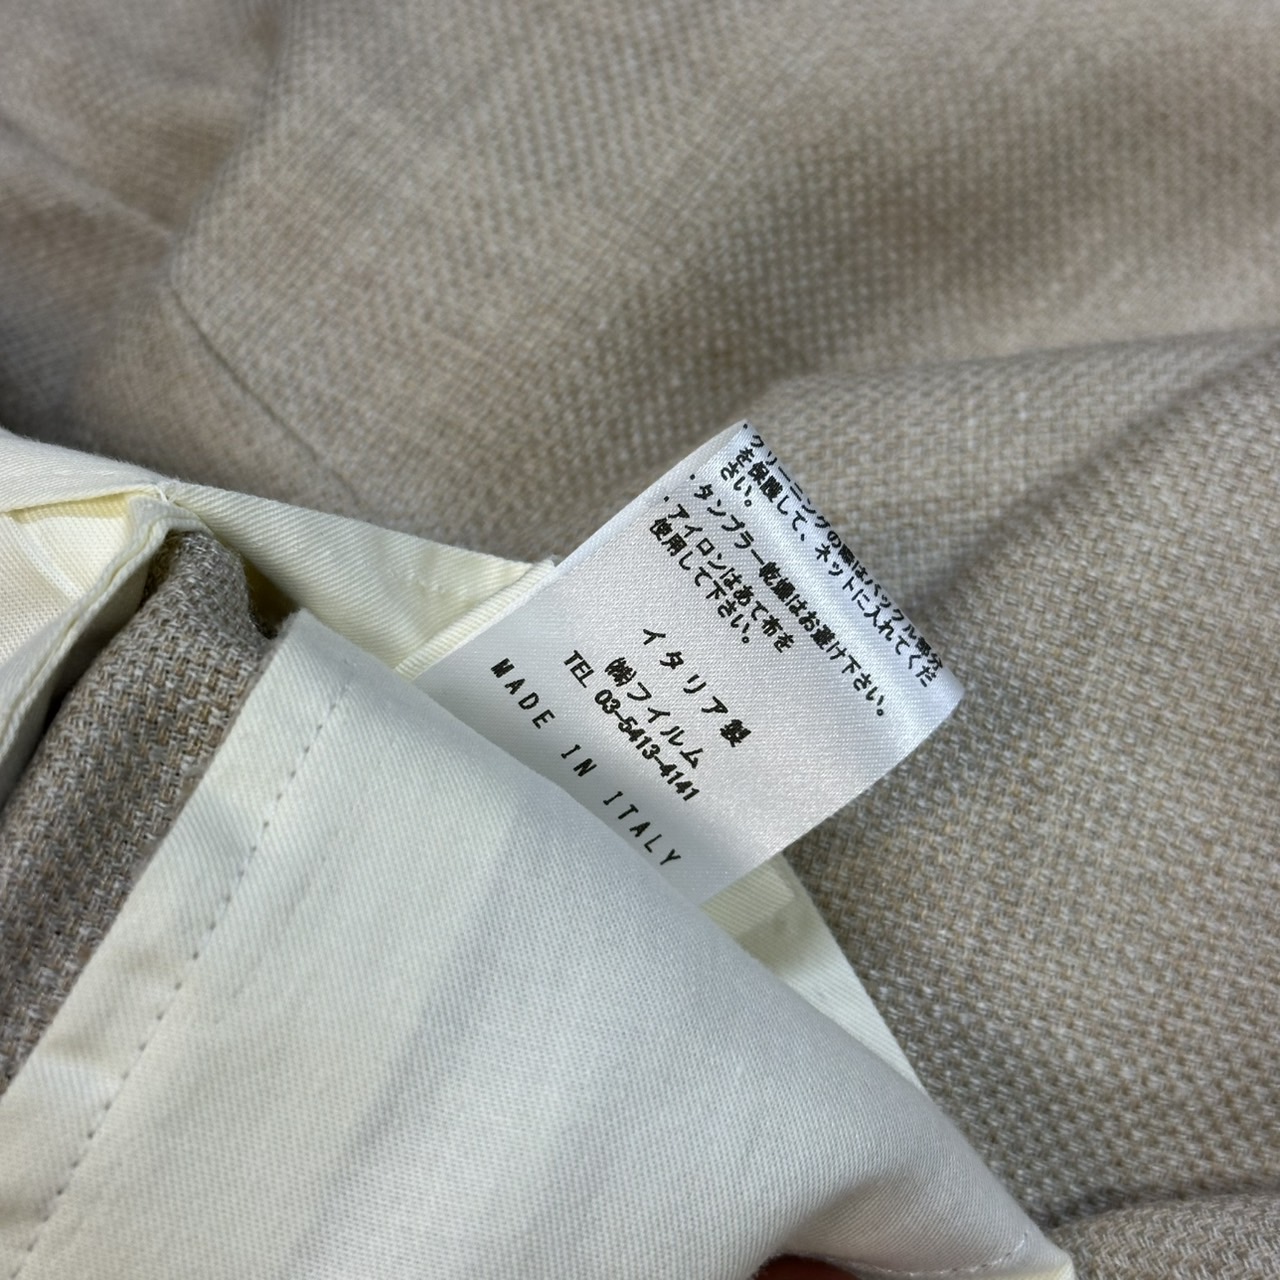 ・クリーニングの際はバックル部分
を保護して、ネットに入れてくだ
さい。
・タンブラー乾燥はお避け下さい。
・アイロンはあて布を
使用して下さい。
イタリア製
㈱フイルム
TEL 03-5413-4141
MADE IN ITALY